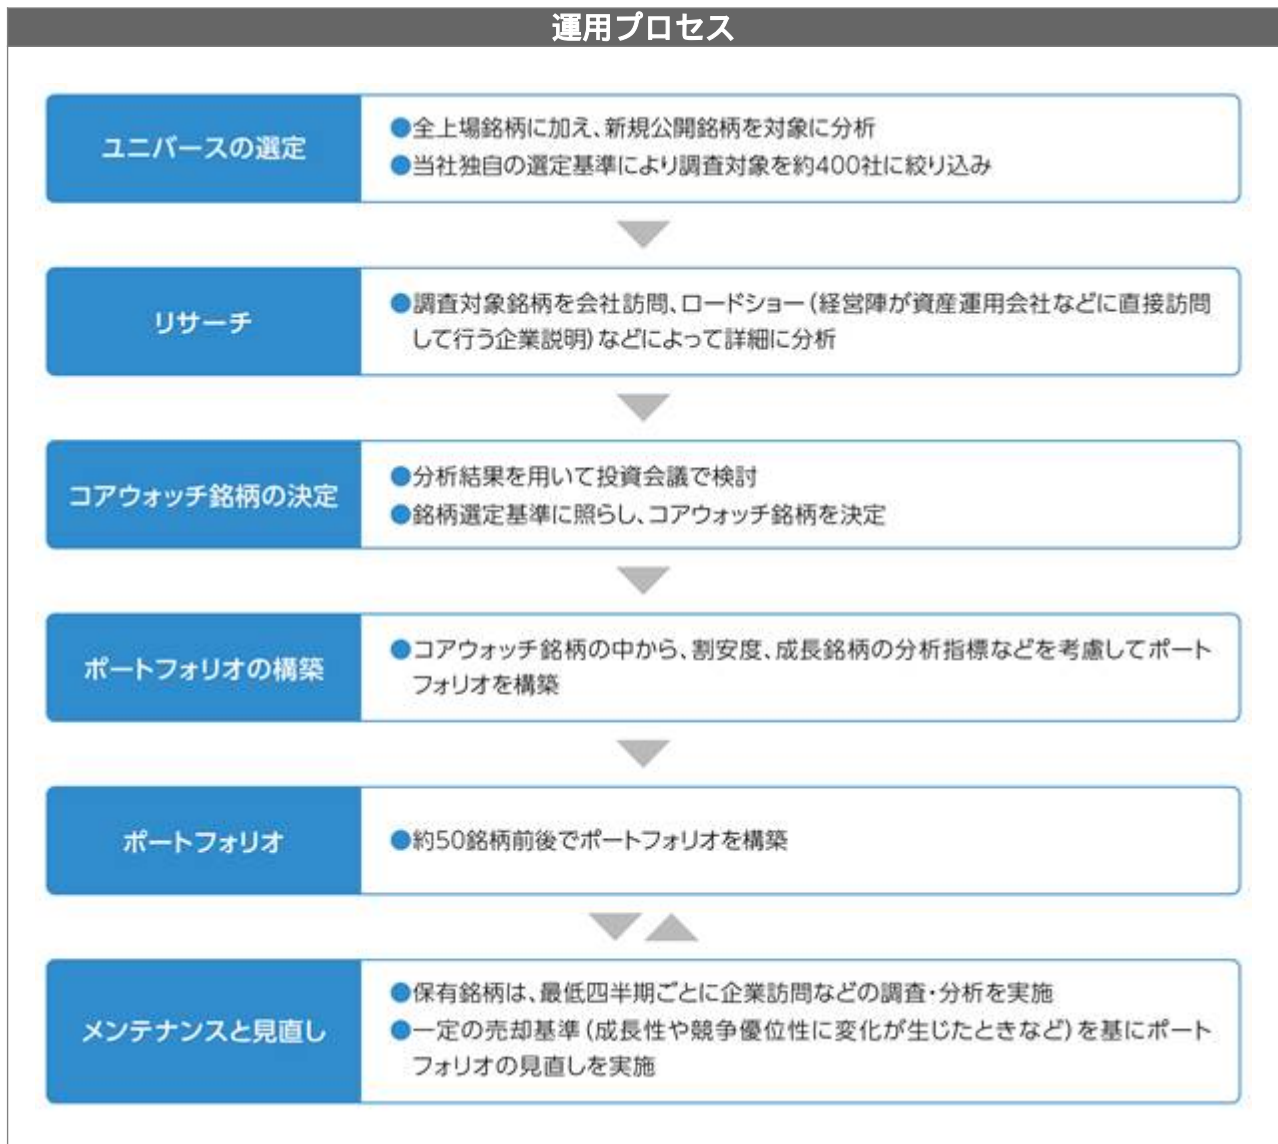 運用プロセス
ユニバースの選定
●全上場銘柄に加え、新規公開銘柄を対象に分析
●当社独自の選定基準により調査対象を約400社に絞り込み
リサーチ
●調査対象銘柄を会社訪問、ロードショー（経営陣が資産運用会社などに直接訪問
して行う企業説明）などによって詳細に分析
コアウォッチ銘柄の決定
●分析結果を用いて投資会議で検討
●銘柄選定基準に照らし、コアウォッチ銘柄を決定
ポートフォリオの構築
●コアウォッチ銘柄の中から、割安度、成長銘柄の分析指標などを考慮してポート
フォリオを構築
ポートフォリオ
●約50銘柄前後でポートフォリオを構築
メンテナンスと見直し
●保有銘柄は、最低四半期ごとに企業訪問などの調査・分析を実施
●一定の売却基準（成長性や競争優位性に変化が生じたときなど）を基にポート
フォリオの見直しを実施